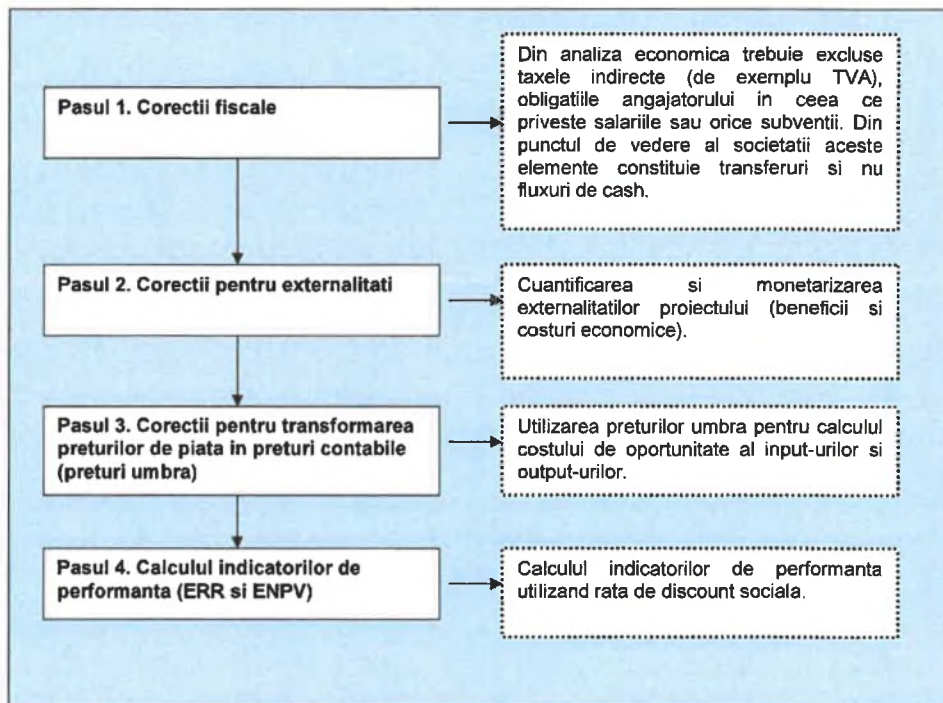 Pasul 1. Corectii fiscale
Din analiza economica trebuie excluse
taxele indirecte (de exemplu TVA),
obligatiile angajatorului in ceea ce
priveste salariile sau orice subventii. Din
punctul de vedere al societatii aceste
elemente constituie transferuri si nu
fluxuri de cash.
Pasul 2. Corectii pentru externalitati
Cuantificarea si monetarizarea
externalitatilor proiectului (beneficii si
costuri economice).
Pasul 3. Corectii pentru transformarea
preturilor de piata in preturi contabile
(preturi umbra)
Utilizarea preturilor umbra pentru calculul
costului de oportunitate al input-urilor si
output-urilor.
Pasul 4. Calculul indicatorilor de
performanta (ERR si ENPV)
Calculul indicatorilor de performanta
utilizand rata de discount sociala.